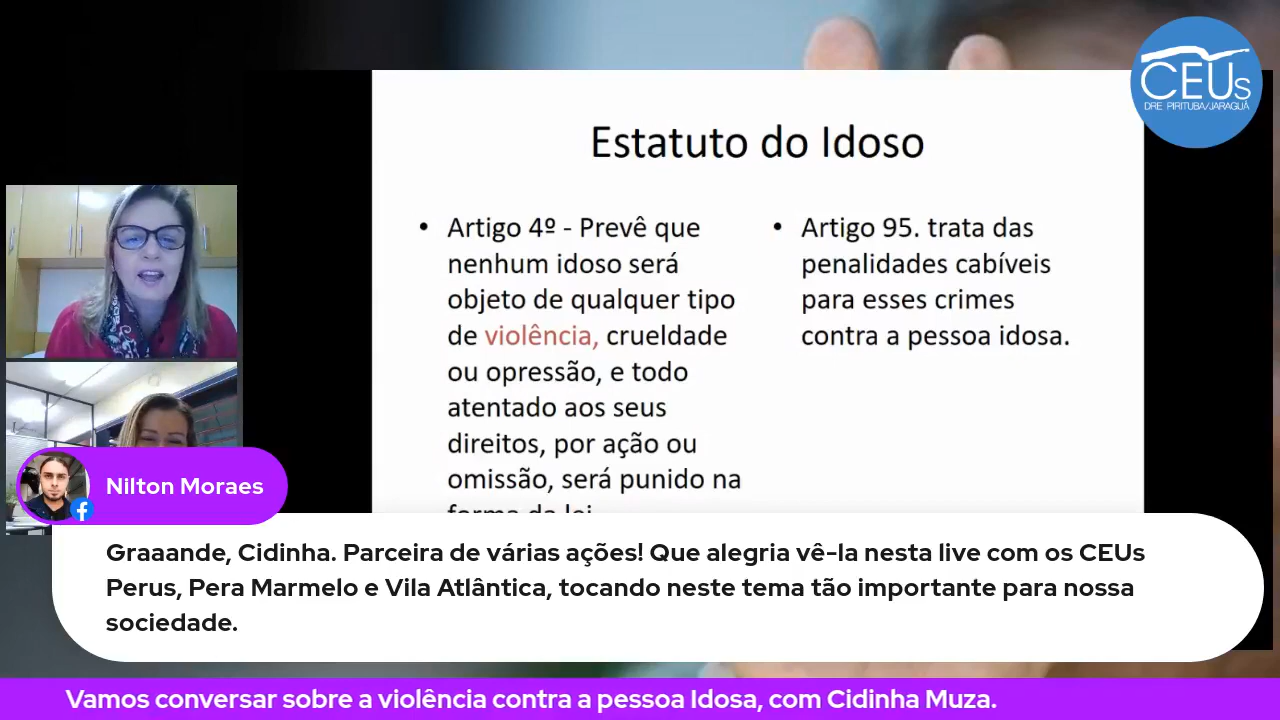 CEUs
DRE PIRITUBA/JARAGUÁ
Estatuto do Idoso
• Artigo 4º - Prevê que
nenhum idoso será
objeto de qualquer tipo
de violência, crueldade
ou opressão, e todo
atentado aos seus
direitos, por ação ou
omissão, será punido na
forma da lei
• Artigo 95. trata das
penalidades cabíveis
para esses crimes
contra a pessoa idosa.
Nilton Moraes
Graaande, Cidinha. Parceira de várias ações! Que alegria vê-la nesta live com os CEUs
Perus, Pera Marmelo e Vila Atlântica, tocando neste tema tão importante para nossa
sociedade.
Vamos conversar sobre a violência contra a pessoa Idosa, com Cidinha Muza.